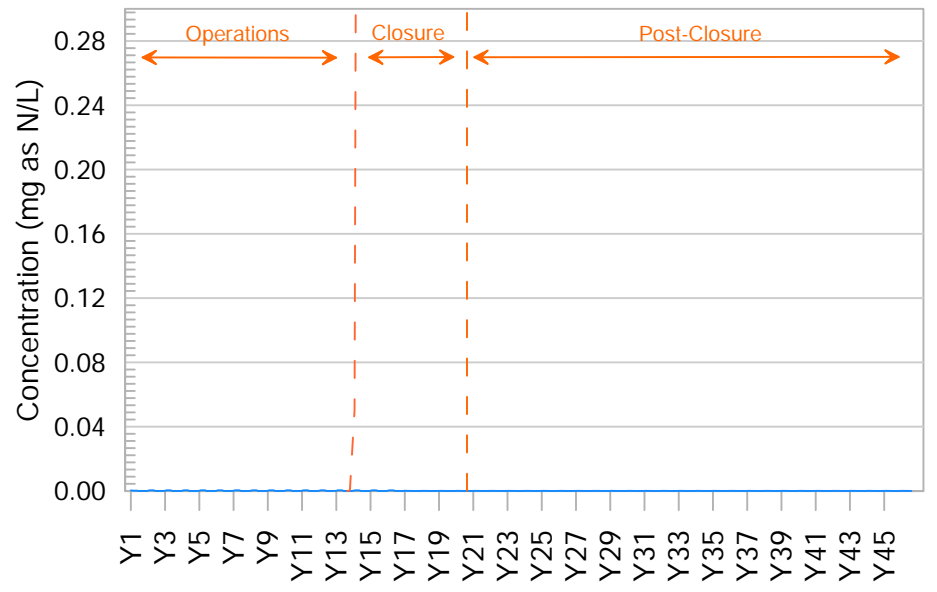 Operations
Closure
Post-Closure
Concentration (mg as N/L)
0.28
0.24
0.20
0.16
0.12
0.08
0.04
0.00
Y1
Y3
Y5
Y7
Y9
Y11
Y13
Y15
Y17
Y19
Y21
Y23
Y25
Y27
Y29
Y31
Y33
Y35
Y37
Y39
Y41
Y43
Y45